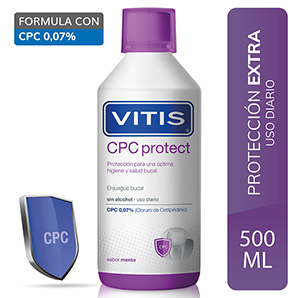 FORMULA CON
CPC 0,07%
VITIS
CPC protect
Protección para una óptima
higiene y salud bucal
Enjuague bucal
sin alcohol - uso diario
CPC 0,07% (Cloruro de Cetilpiridinio)
CPC
sabor menta
CPC
PROTECCIÓN EXTRA
USO DIARIO
500
ML